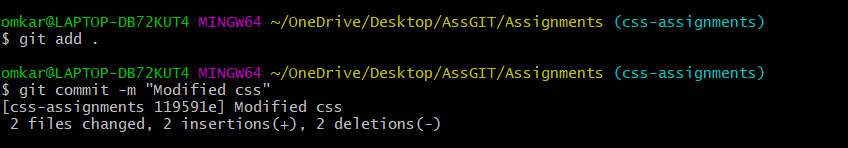 omkar@LAPTOP-DB72KUT4 MINGW64 ~/OneDrive/Desktop/AssGIT/Assignments (css-assignments)
$ git add .
omkar@LAPTOP-DB72KUT4 MINGW64 ~/OneDrive/Desktop/AssGIT/Assignments (css-assignments)
$ git commit -m "Modified css"
[css-assignments 119591e] Modified css
 2 files changed, 2 insertions(+), 2 deletions(-)